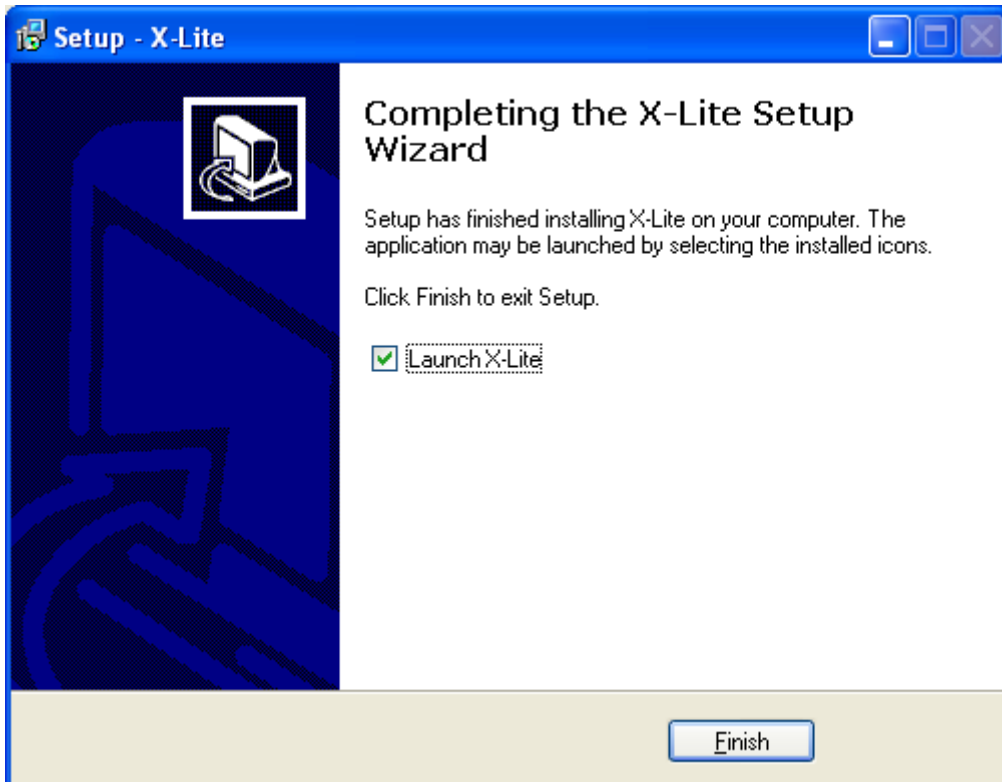 Setup - X-Lite
Completing the X-Lite Setup
Wizard
Setup has finished installing X-Lite on your computer. The
application may be launched by selecting the installed icons.
Click Finish to exit Setup.
Launch X-Lite
Finish